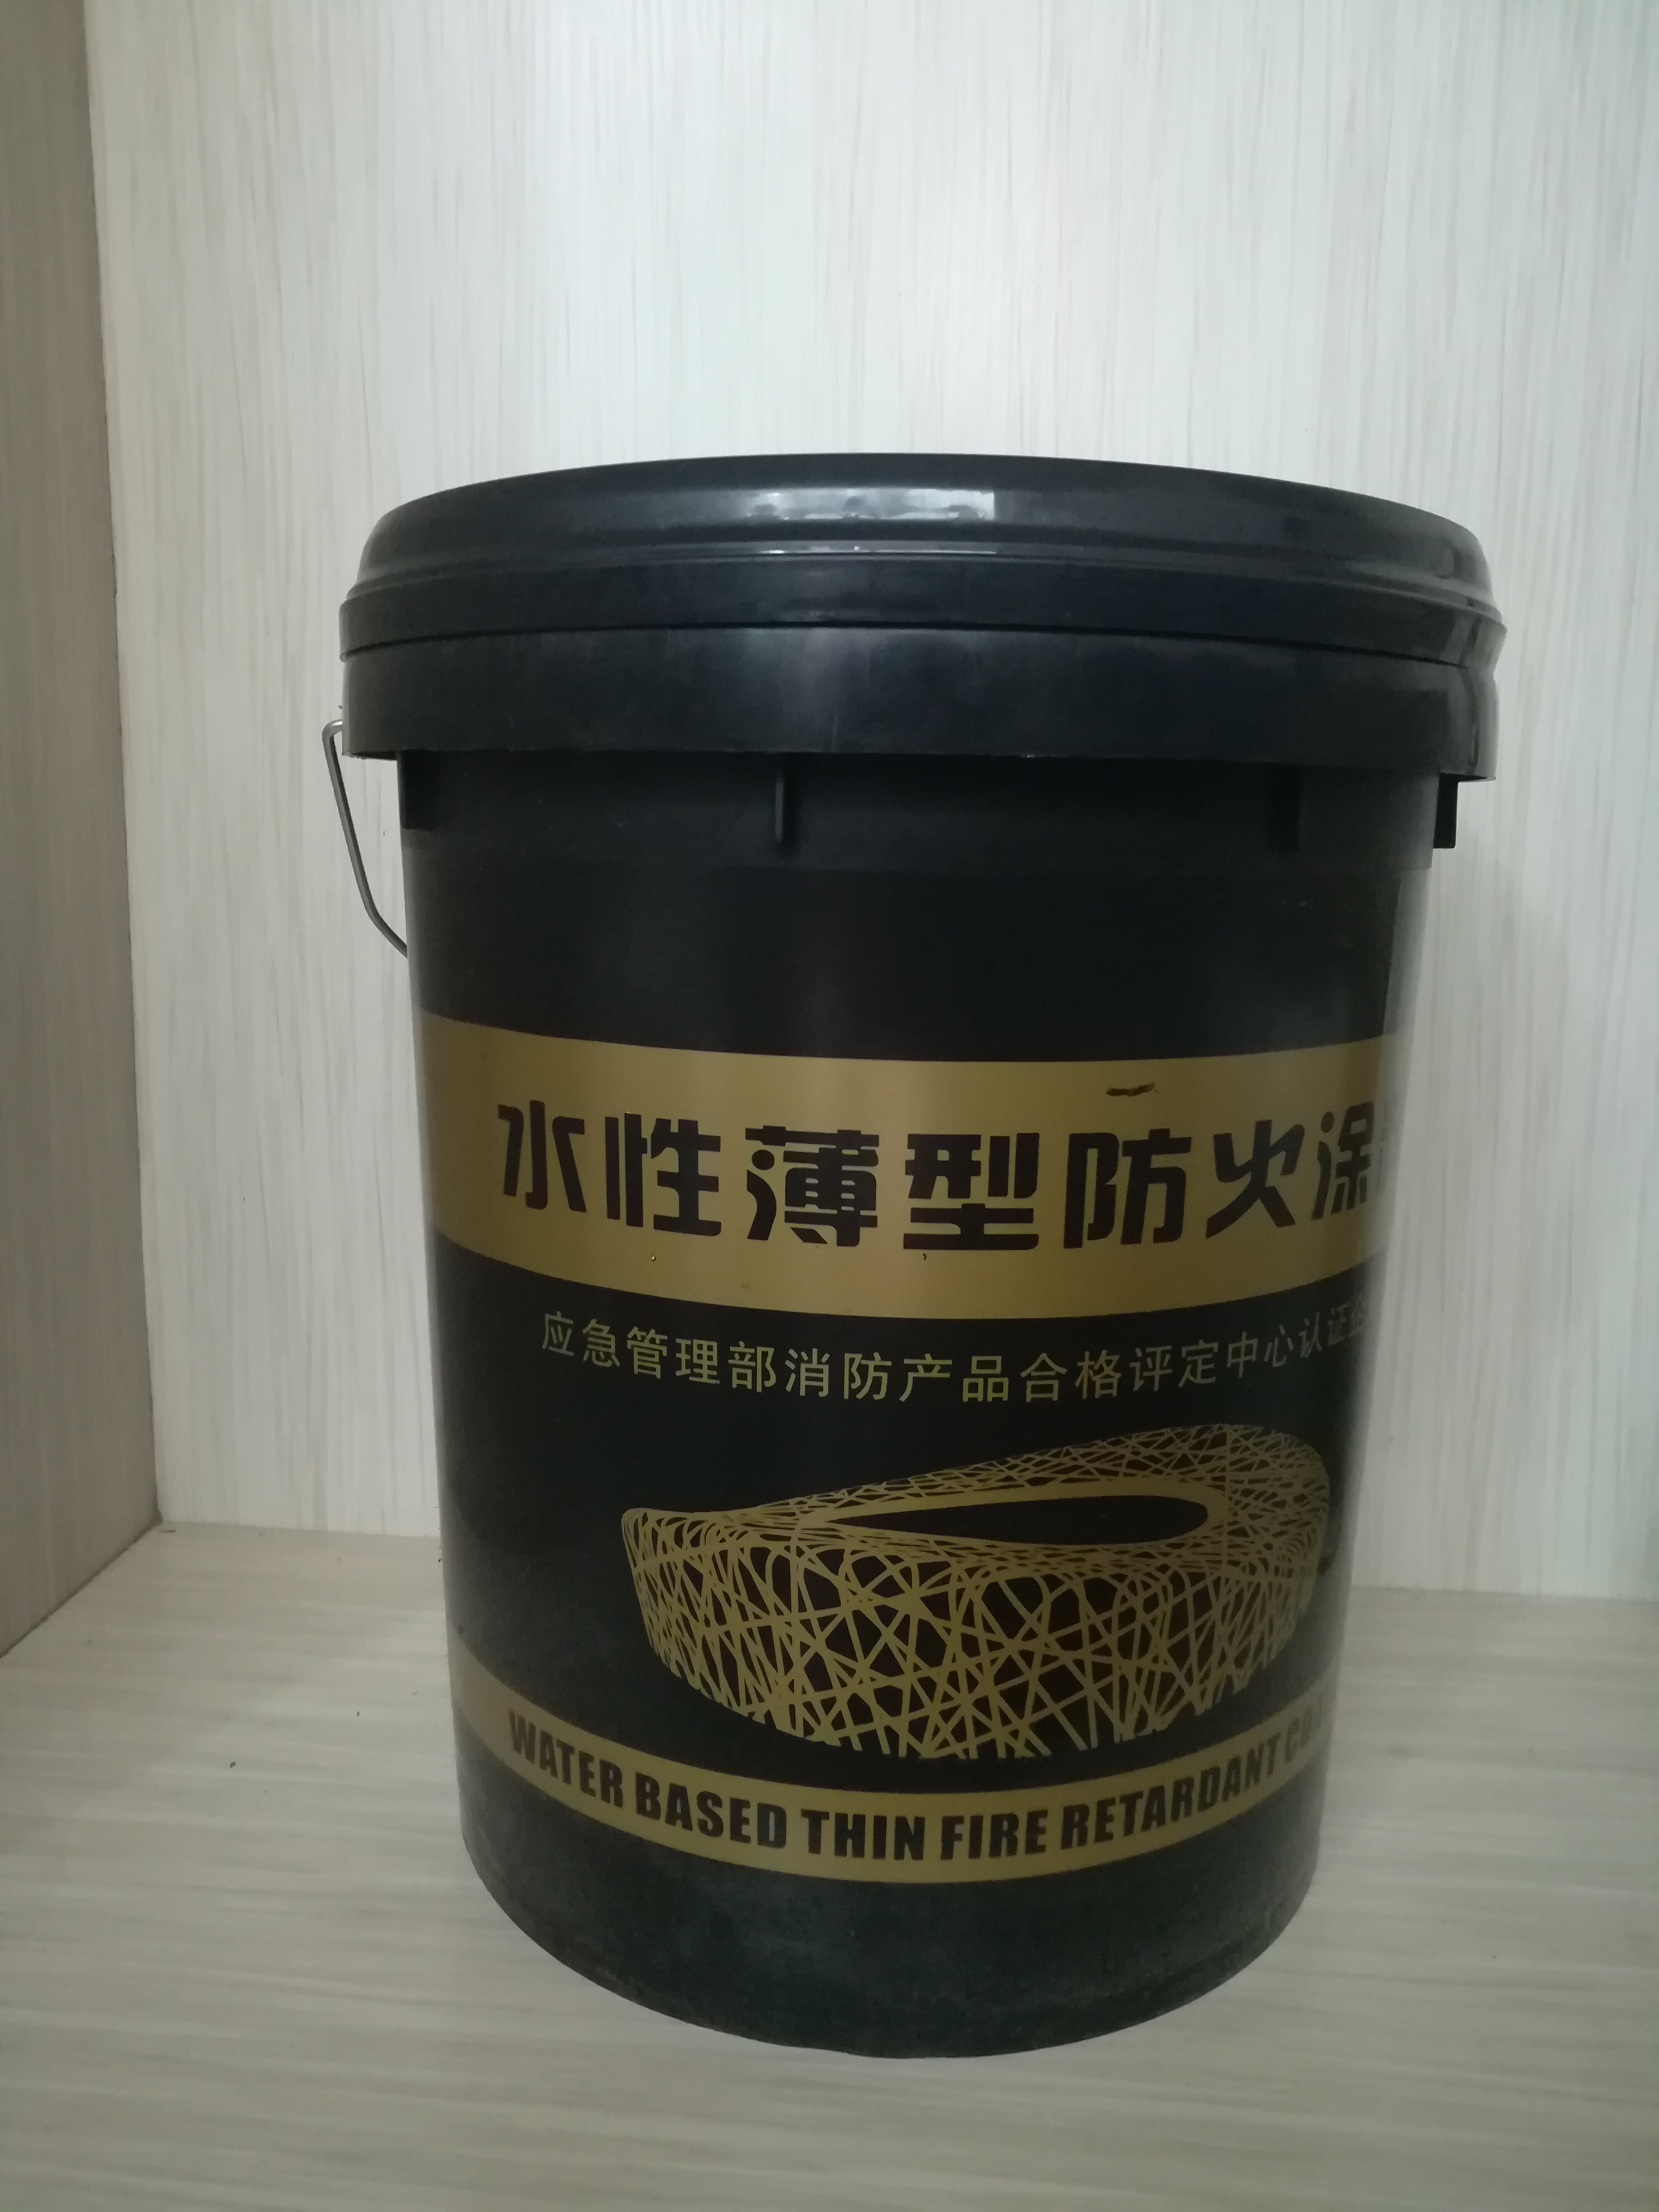 水性薄型防火涂
应急管理部消防产品合格评定中心认证企
WATER BASED THIN FIRE RETARDANT